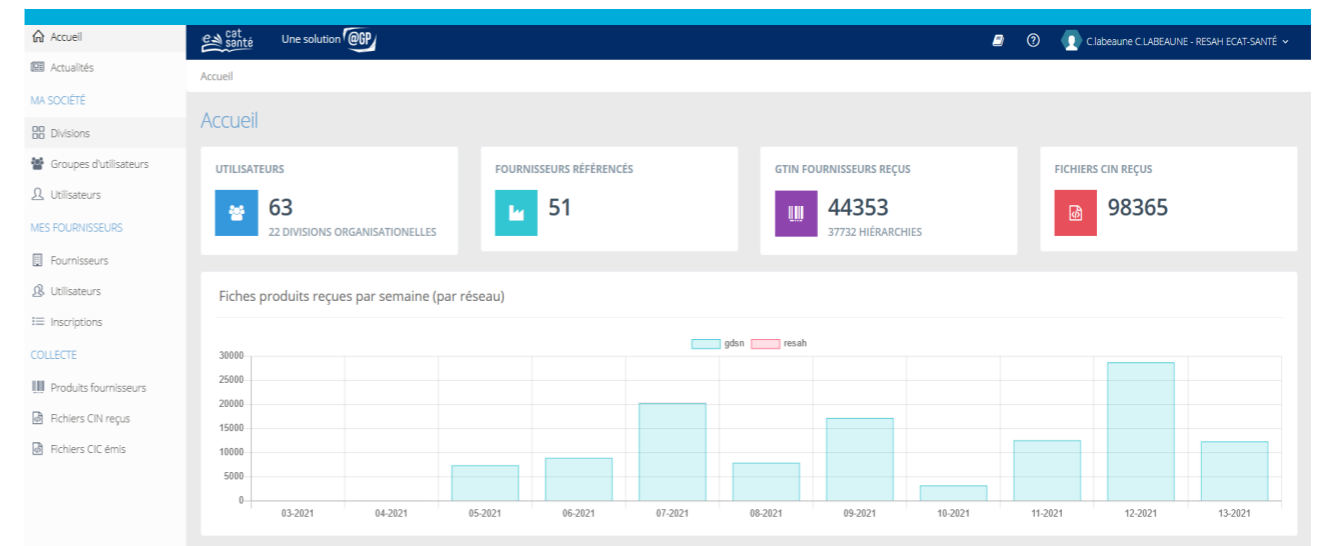 Accueil
Actualités
MA SOCIÉTÉ
Divisions
Groupes d'utilisateurs
Utilisateurs
MES FOURNISSEURS
Fournisseurs
Utilisateurs
Inscriptions
COLLECTE
Produits fournisseurs
Fichiers CIN reçus
Fichiers CIC émis
e cat santé
Une solution @GP
C.labeaune C.LABEAUNE - RESAH ECAT-SANTÉ
Accueil
Accueil
UTILISATEURS
63
22 DIVISIONS ORGANISATIONELLES
FOURNISSEURS RÉFÉRENCÉS
51
GTIN FOURNISSEURS REÇUS
44353
37732 HIÉRARCHIES
FICHIERS CIN REÇUS
98365
Fiches produits reçues par semaine (par réseau)
gdsn resah
30000
25000
20000
15000
10000
5000
0
03-2021 04-2021 05-2021 06-2021 07-2021 08-2021 09-2021 10-2021 11-2021 12-2021 13-2021